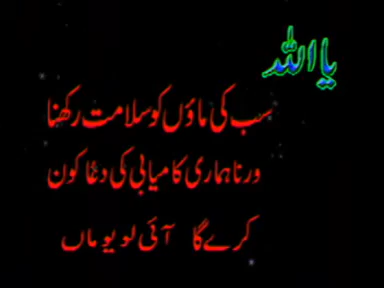 یا اللہ
سب کی ماؤں کو سلامت رکھنا
ورنا ہماری کامیابی کی دعا کون
کرے گا آئی لو یو ماں